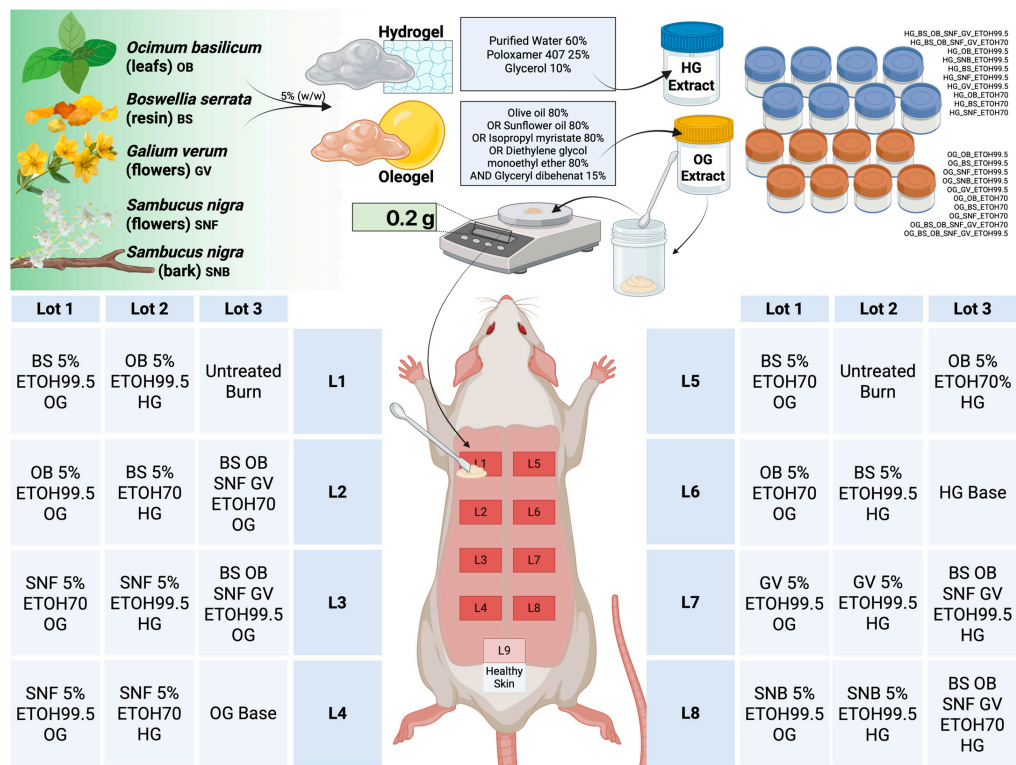 Ocimum basilicum
(leafs) OB
Boswellia serrata
(resin) BS
Galium verum
(flowers) GV
Sambucus nigra
(flowers) SNF
Sambucus nigra
(bark) SNB
5% (w/w)
Hydrogel
Oleogel
Purified Water 60%
Poloxamer 407 25%
Glycerol 10%
Olive oil 80%
OR Sunflower oil 80%
OR Isopropyl myristate 80%
OR Diethylene glycol
monoethyl ether 80%
AND Glyceryl dibehenat 15%
HG
Extract
OG
Extract
0.2 g
HG_BS_OB_SNF_GV_ETOH99.5
HG_BS_OB_SNF_GV_ETOH70
HG_OB_ETOH99.5
HG_SNB_ETOH99.5
HG_BS_ETOH99.5
HG_SNF_ETOH99.5
HG_GV_ETOH99.5
HG_OB_ETOH70
HG_BS_ETOH70
HG_SNF_ETOH70
OG_OB_ETOH99.5
OG_BS_ETOH99.5
OG_SNF_ETOH99.5
OG_SNB_ETOH99.5
OG_GV_ETOH99.5
OG_OB_ETOH70
OG_BS_ETOH70
OG_SNF_ETOH70
OG_BS_OB_SNF_GV_ETOH70
OG_BS_OB_SNF_GV_ETOH99.5
Lot 1
Lot 2
Lot 3
BS 5%
ETOH99.5
OG
OB 5%
ETOH99.5
HG
Untreated
Burn
L1
OB 5%
ETOH99.5
OG
BS 5%
ETOH70
HG
BS OB
SNF GV
ETOH70
OG
L2
SNF 5%
ETOH70
OG
SNF 5%
ETOH99.5
HG
BS OB
SNF GV
ETOH99.5
OG
L3
SNF 5%
ETOH99.5
OG
SNF 5%
ETOH70
HG
OG Base
L4
L1
L5
L2
L6
L3
L7
L4
L8
L9
Healthy
Skin
Lot 1
Lot 2
Lot 3
L5
BS 5%
ETOH70
OG
Untreated
Burn
OB 5%
ETOH70%
HG
L6
OB 5%
ETOH70
OG
BS 5%
ETOH99.5
HG
HG Base
L7
GV 5%
ETOH99.5
OG
GV 5%
ETOH99.5
HG
BS OB
SNF GV
ETOH99.5
HG
L8
SNB 5%
ETOH99.5
OG
SNB 5%
ETOH99.5
HG
BS OB
SNF GV
ETOH70
HG